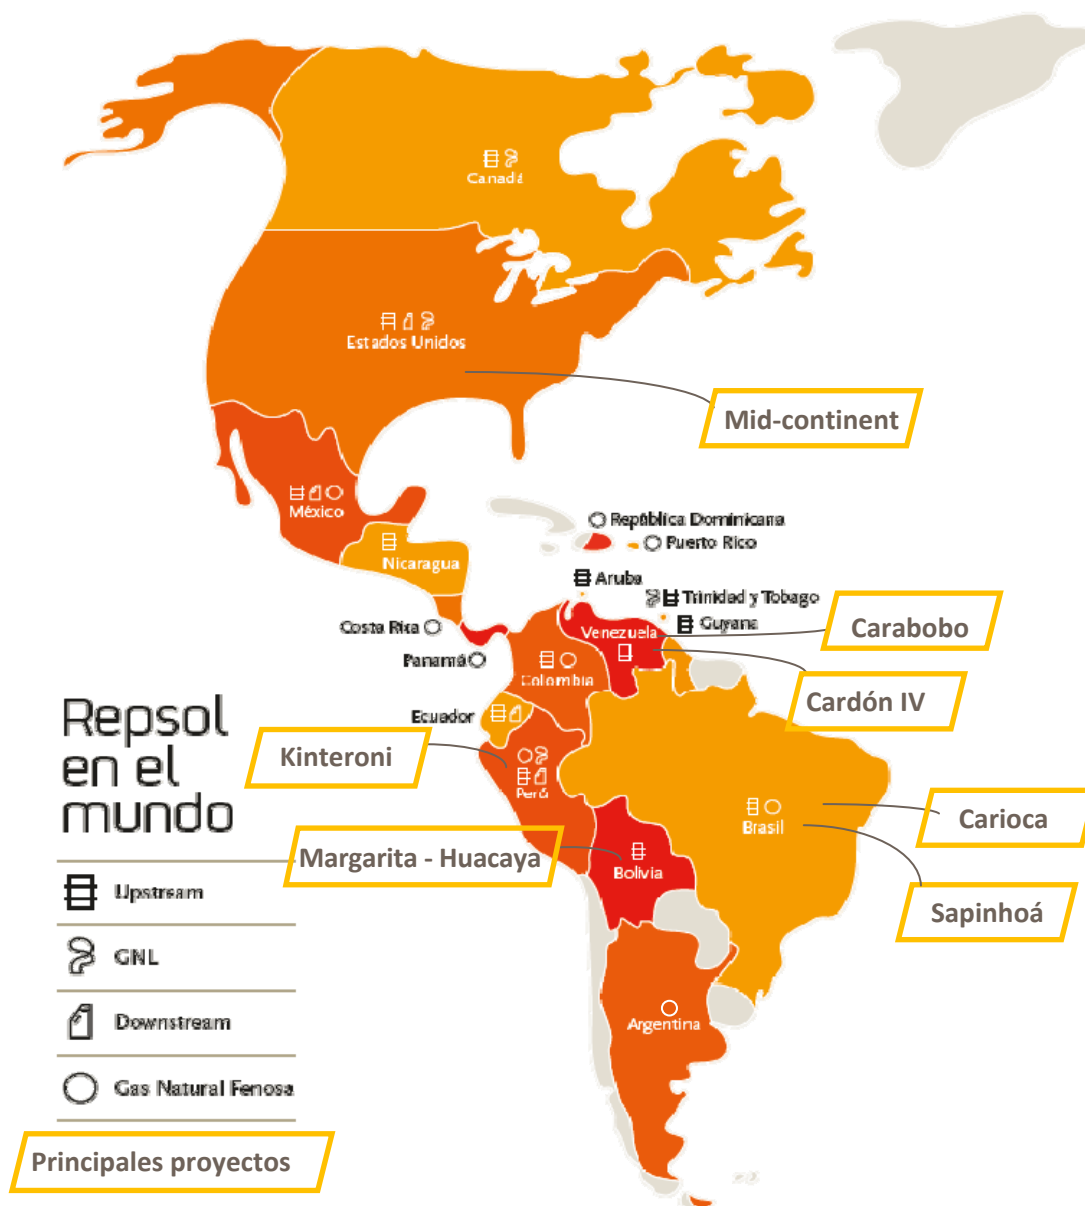 Canadá
Estados Unidos
Mid-continent
México
República Dominicana
Puerto Rico
Nicaragua
Aruba
Trinidad y Tobago
Guyana
Costa Rica
Venezuela
Carabobo
Panamá
Colombia
Cardón IV
Ecuador
Repsol
en el
mundo
Kinteroni
Perú
Brasil
Carioca
Margarita - Huacaya
Bolivia
Sapinhoá
Upstream
GNL
Downstream
Argentina
Gas Natural Fenosa
Principales proyectos